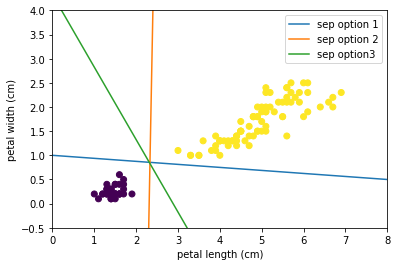 4.0
3.5
3.0
2.5
2.0
1.5
1.0
0.5
0.0
-0.5
petal width (cm)
sep option 1
sep option 2
sep option3
0 1 2 3 4 5 6 7 8
petal length (cm)